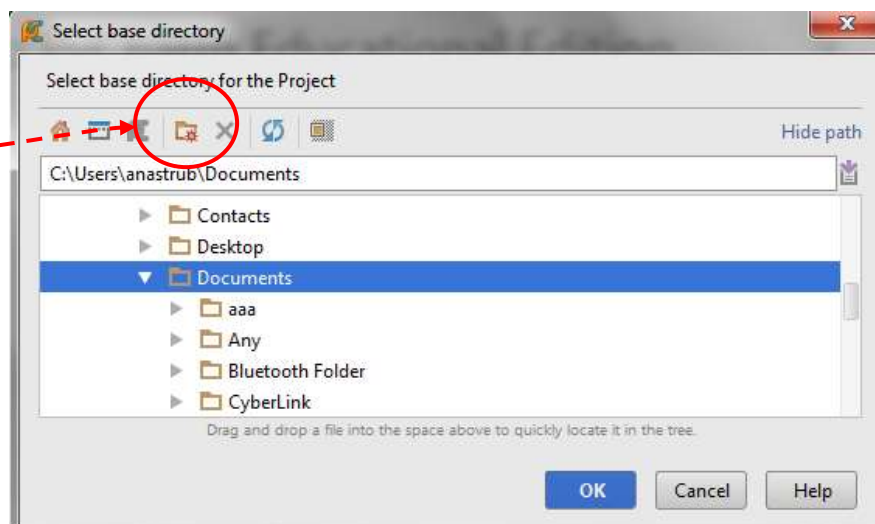 Select base directory
Educational Edition
Select base directory for the Project
Hide path
C:\Users\anastrub\Documents
Contacts
Desktop
Documents
aaa
Any
Bluetooth Folder
CyberLink
Drag and drop a file into the space above to quickly locate it in the tree.
OK
Cancel
Help